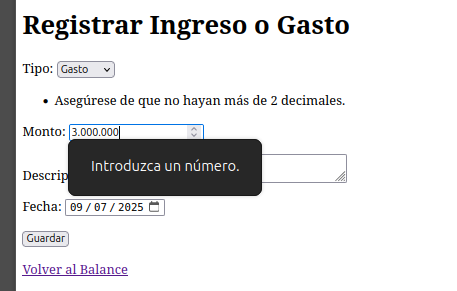 Registrar Ingreso o Gasto
Tipo: Gasto
• Asegúrese de que no hayan más de 2 decimales.
Monto: 3.000.000
Introduzca un número.
Descrip
Fecha: 09 / 07 / 2025
Guardar
Volver al Balance